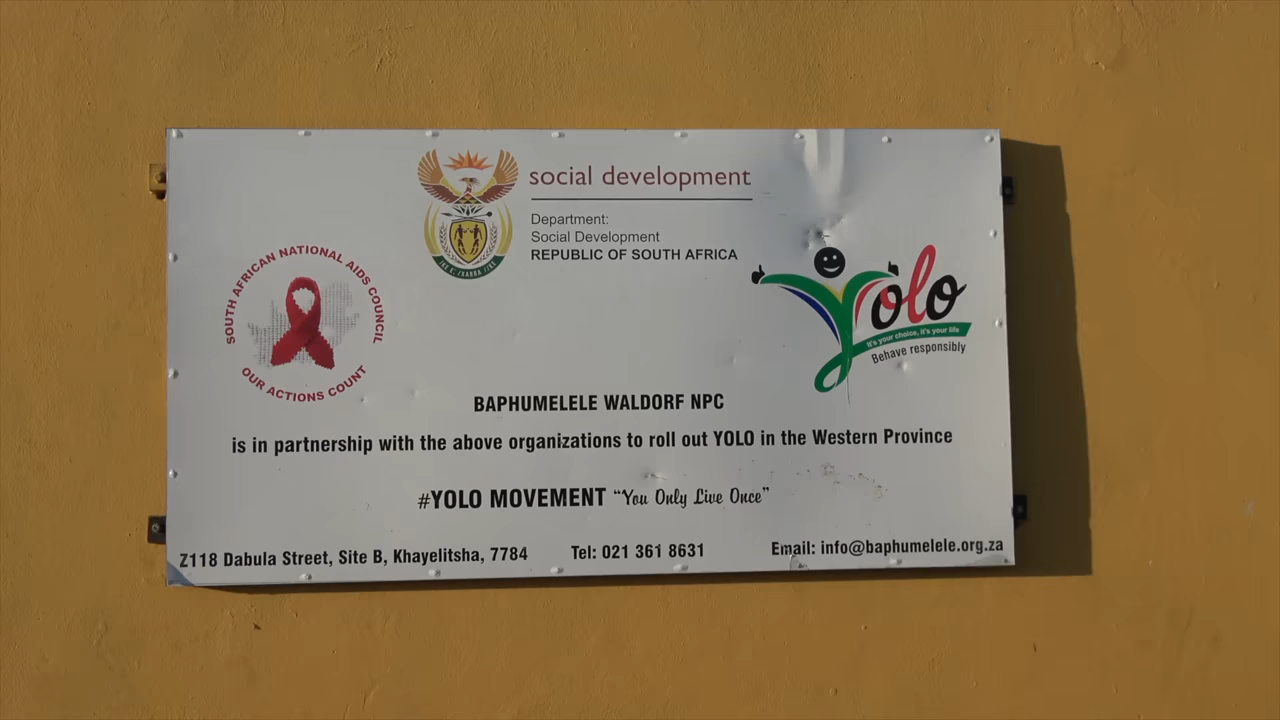 social development
Department:
Social Development
REPUBLIC OF SOUTH AFRICA
SOUTH AFRICAN NATIONAL AIDS COUNCIL
OUR ACTIONS COUNT
Yolo
it's your choice, it's your life
Behave responsibly
BAPHUMELELE WALDORF NPC
is in partnership with the above organizations to roll out YOLO in the Western Province
#YOLO MOVEMENT "You Only Live Once"
Z118 Dabula Street, Site B, Khayelitsha, 7784 Tel: 021 361 8631 Email: info@baphumelele.org.za